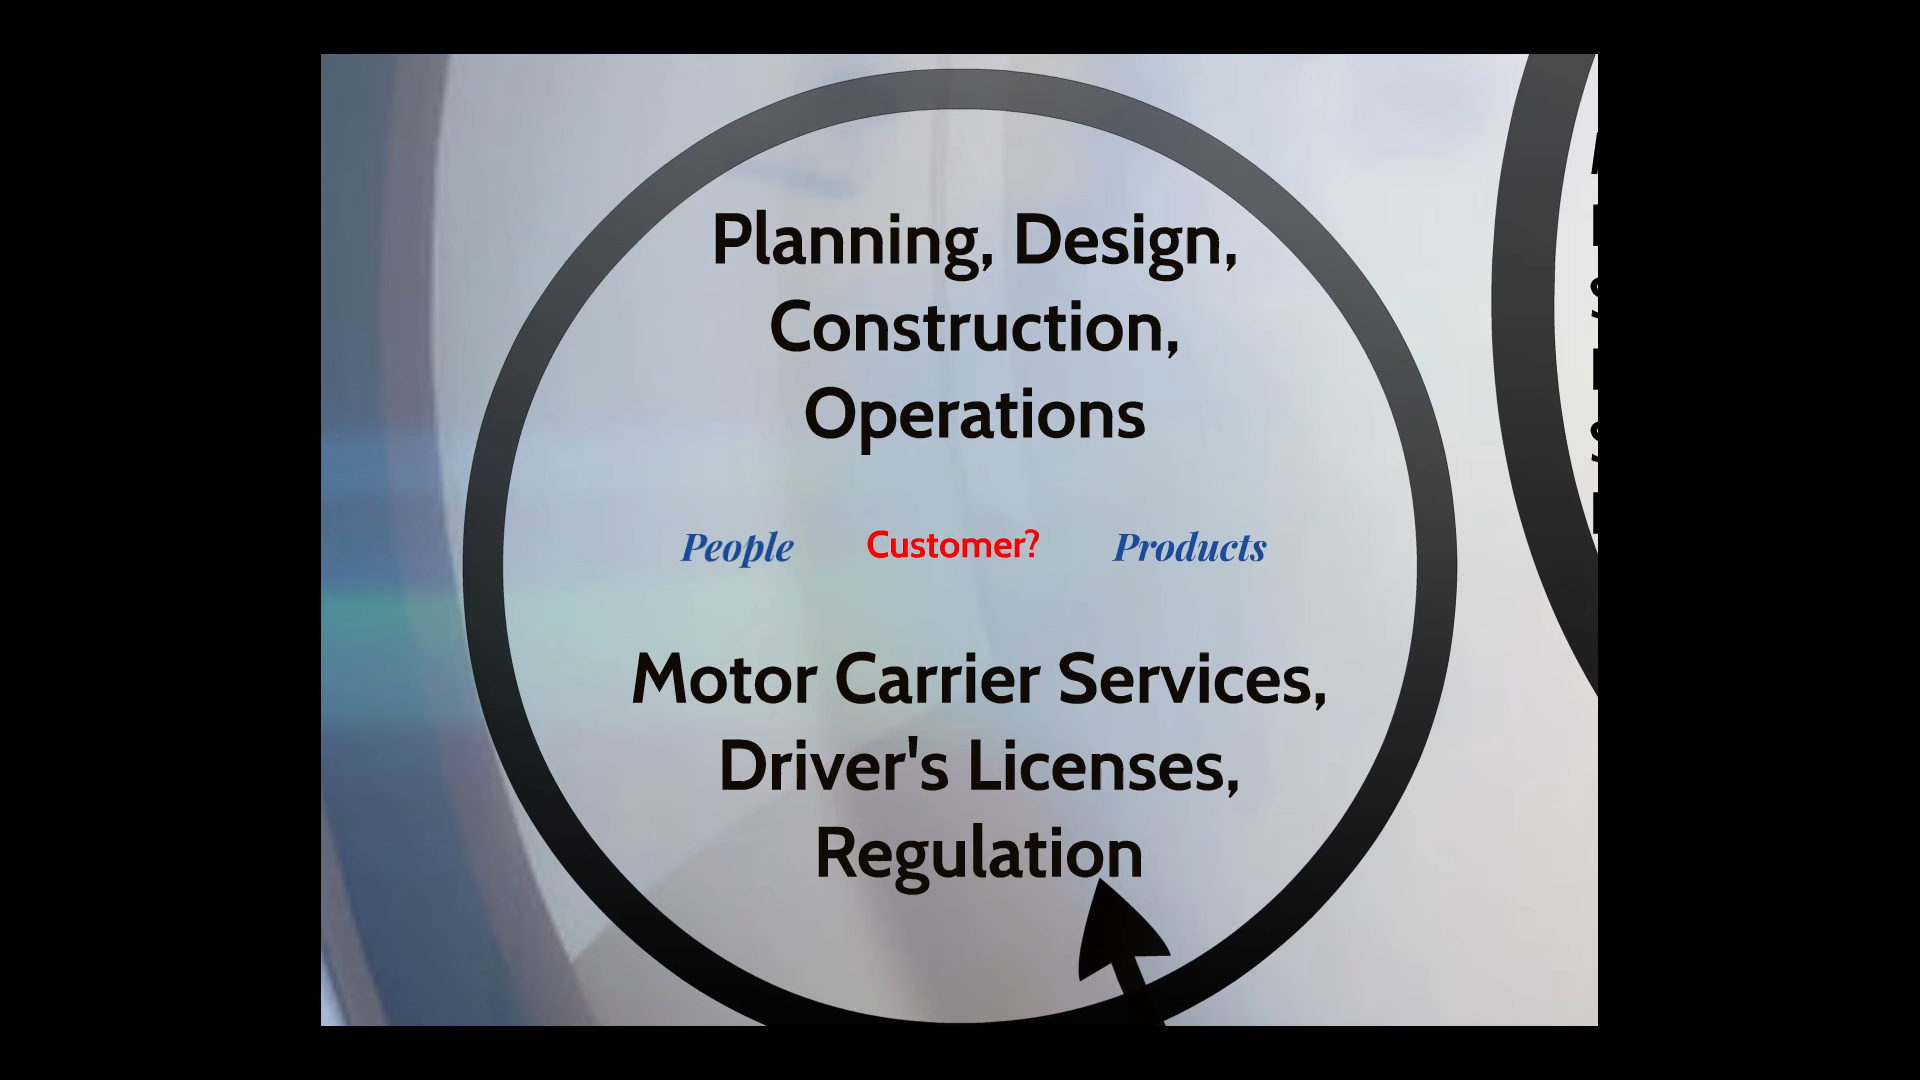 Planning, Design,
Construction,
Operations
People Customer? Products
Motor Carrier Services,
Driver's Licenses,
Regulation